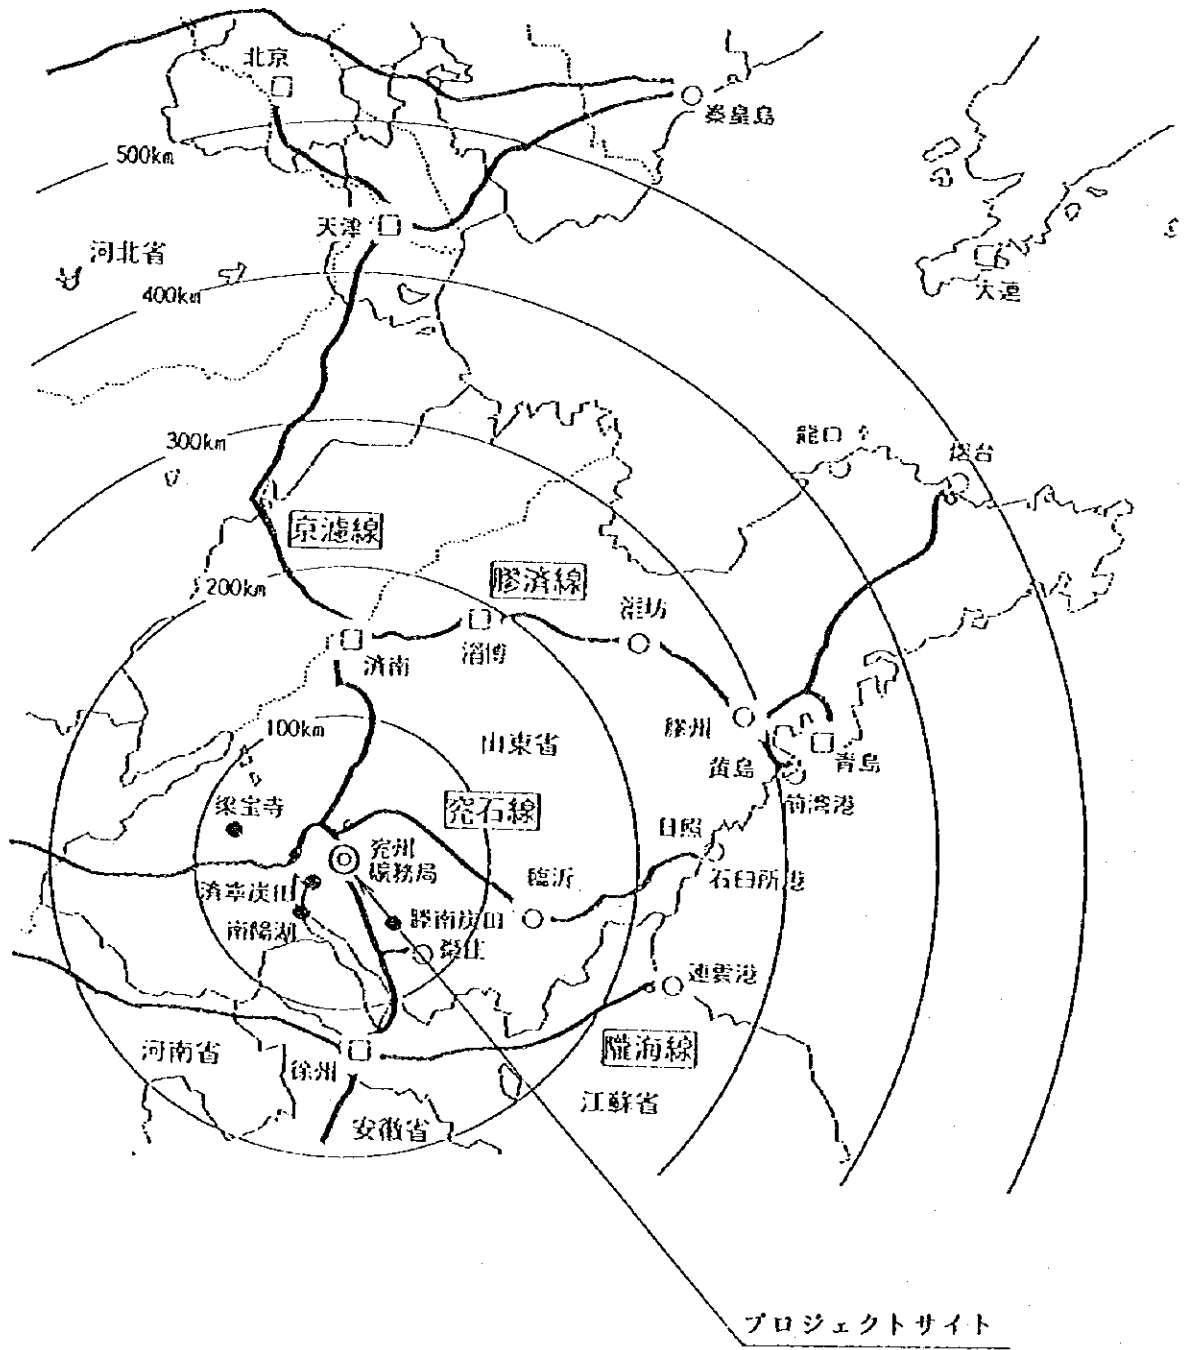 北京
秦皇島
500km
天津
河北省
400km
大連
300km
龍口
烟台
京滬線
膠済線
200km
濰坊
済南
淄博
100km
山東省
膠州
黄島
青島
前湾港
梁宝寺
兗石線
日照
兗州
鉱務局
臨沂
石臼所港
済寧炭田
南陽湖
滕南炭田
棗庄
連雲港
隴海線
河南省
徐州
江蘇省
安徽省
プロジェクトサイト